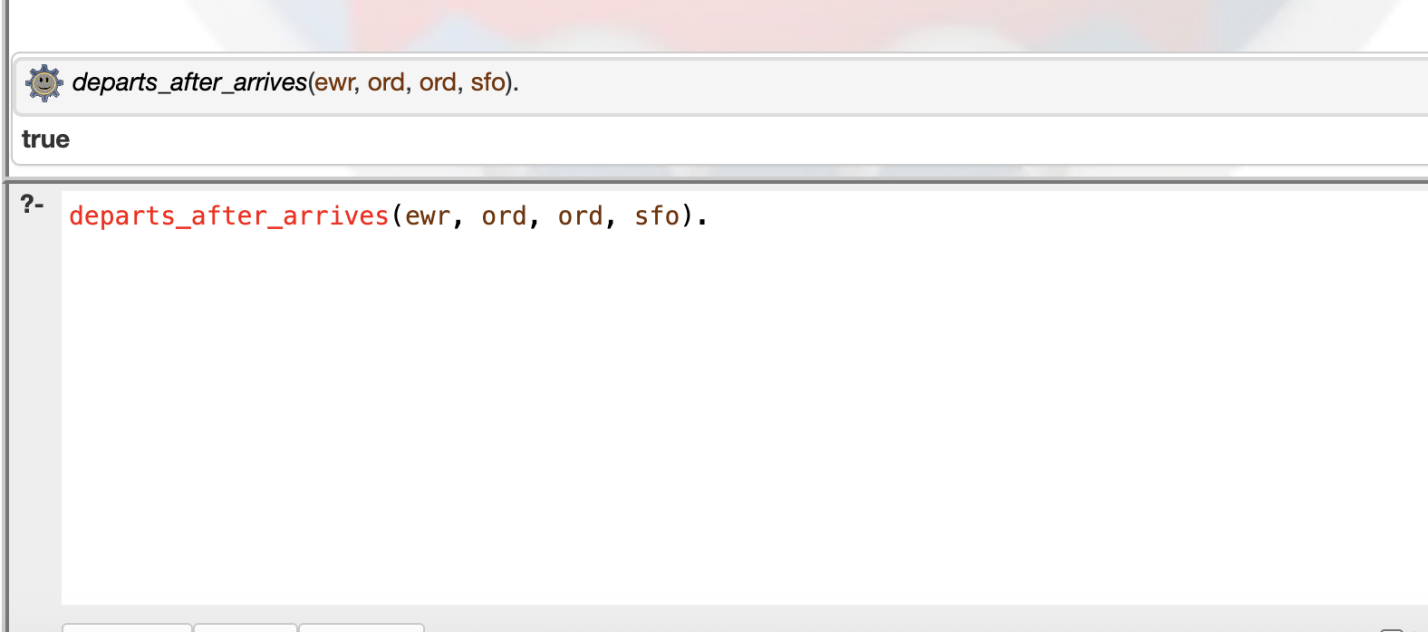 departs_after_arrives(ewr, ord, ord, sfo).
true
?- departs_after_arrives(ewr, ord, ord, sfo).